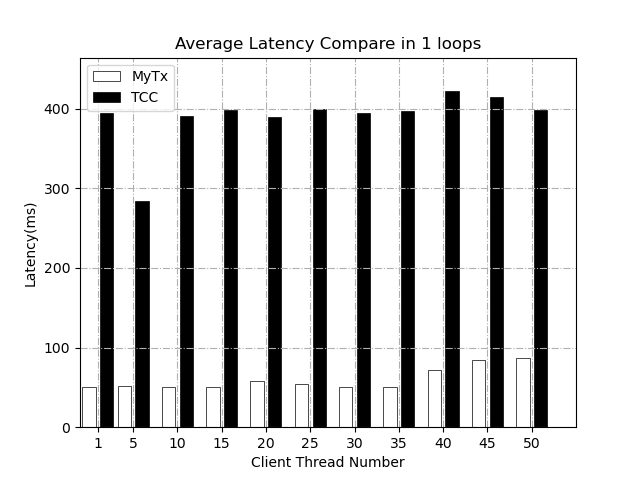 Average Latency Compare in 1 loops
MyTx
TCC
Latency(ms)
400
300
200
100
0
1 5 10 15 20 25 30 35 40 45 50
Client Thread Number